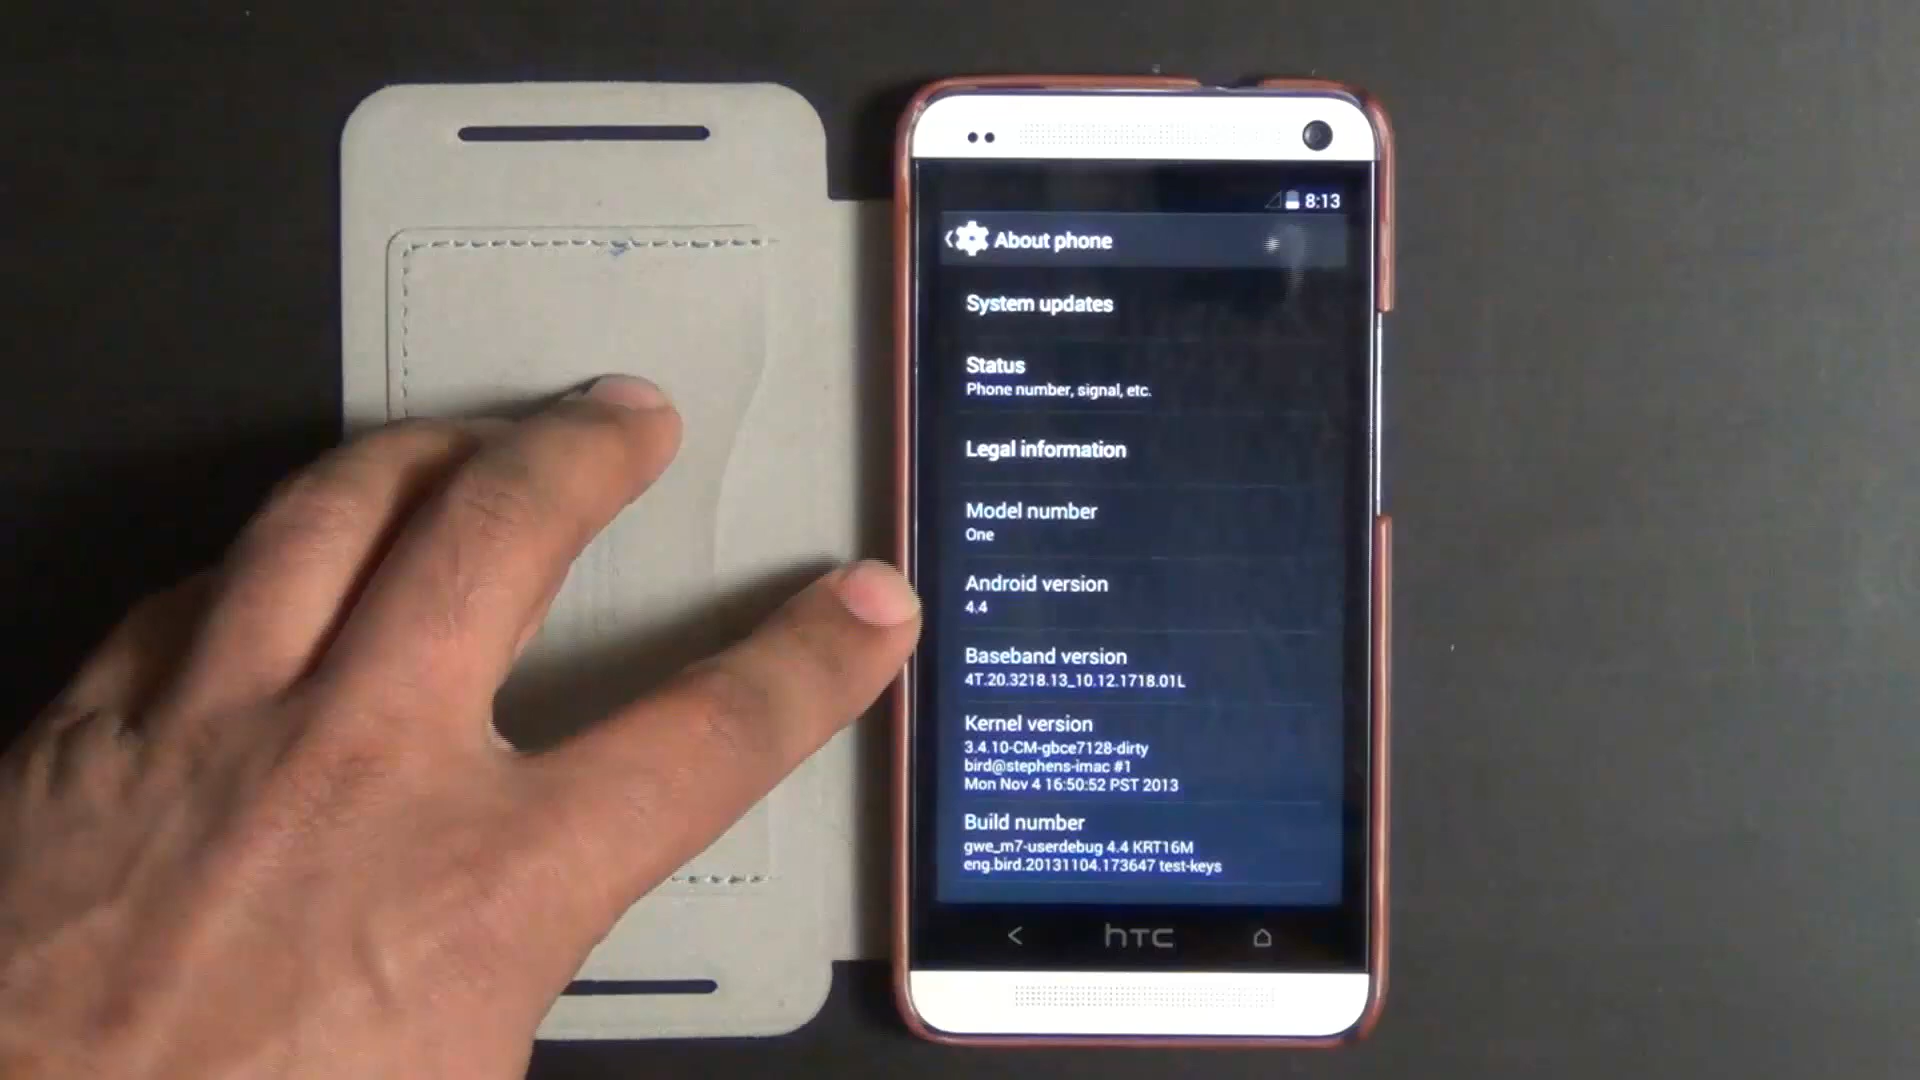 8:13
About phone
System updates
Status
Phone number, signal, etc.
Legal information
Model number
One
Android version
4.4
Baseband version
4T.20.3218.13_10.12.1718.01L
Kernel version
3.4.10-CM-gbce7128-dirty
bird@stephens-imac #1
Mon Nov 4 16:50:52 PST 2013
Build number
gwe_m7-userdebug 4.4 KRT16M
eng.bird.20131104.173647 test-keys
hTC